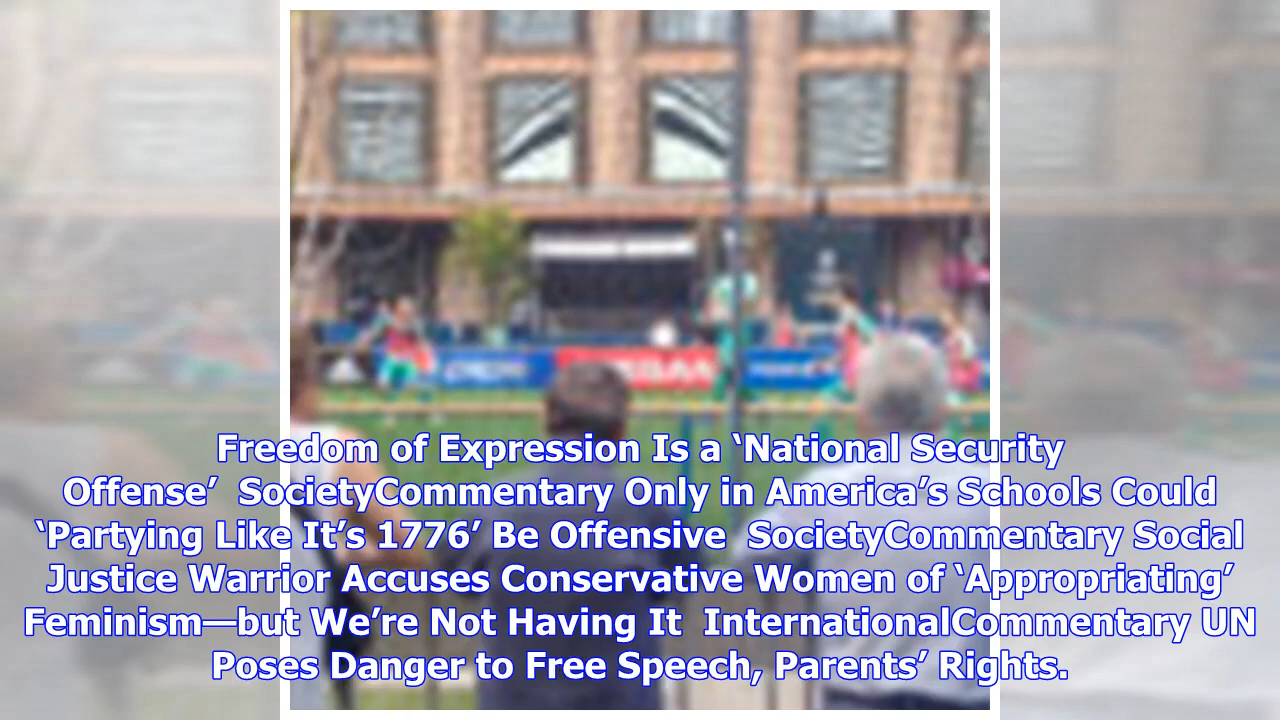 Freedom of Expression Is a ‘National Security
Offense’  SocietyCommentary Only in America’s Schools Could
‘Partying Like It’s 1776’ Be Offensive  SocietyCommentary Social
Justice Warrior Accuses Conservative Women of ‘Appropriating’
Feminism—but We’re Not Having It  InternationalCommentary UN
Poses Danger to Free Speech, Parents’ Rights.